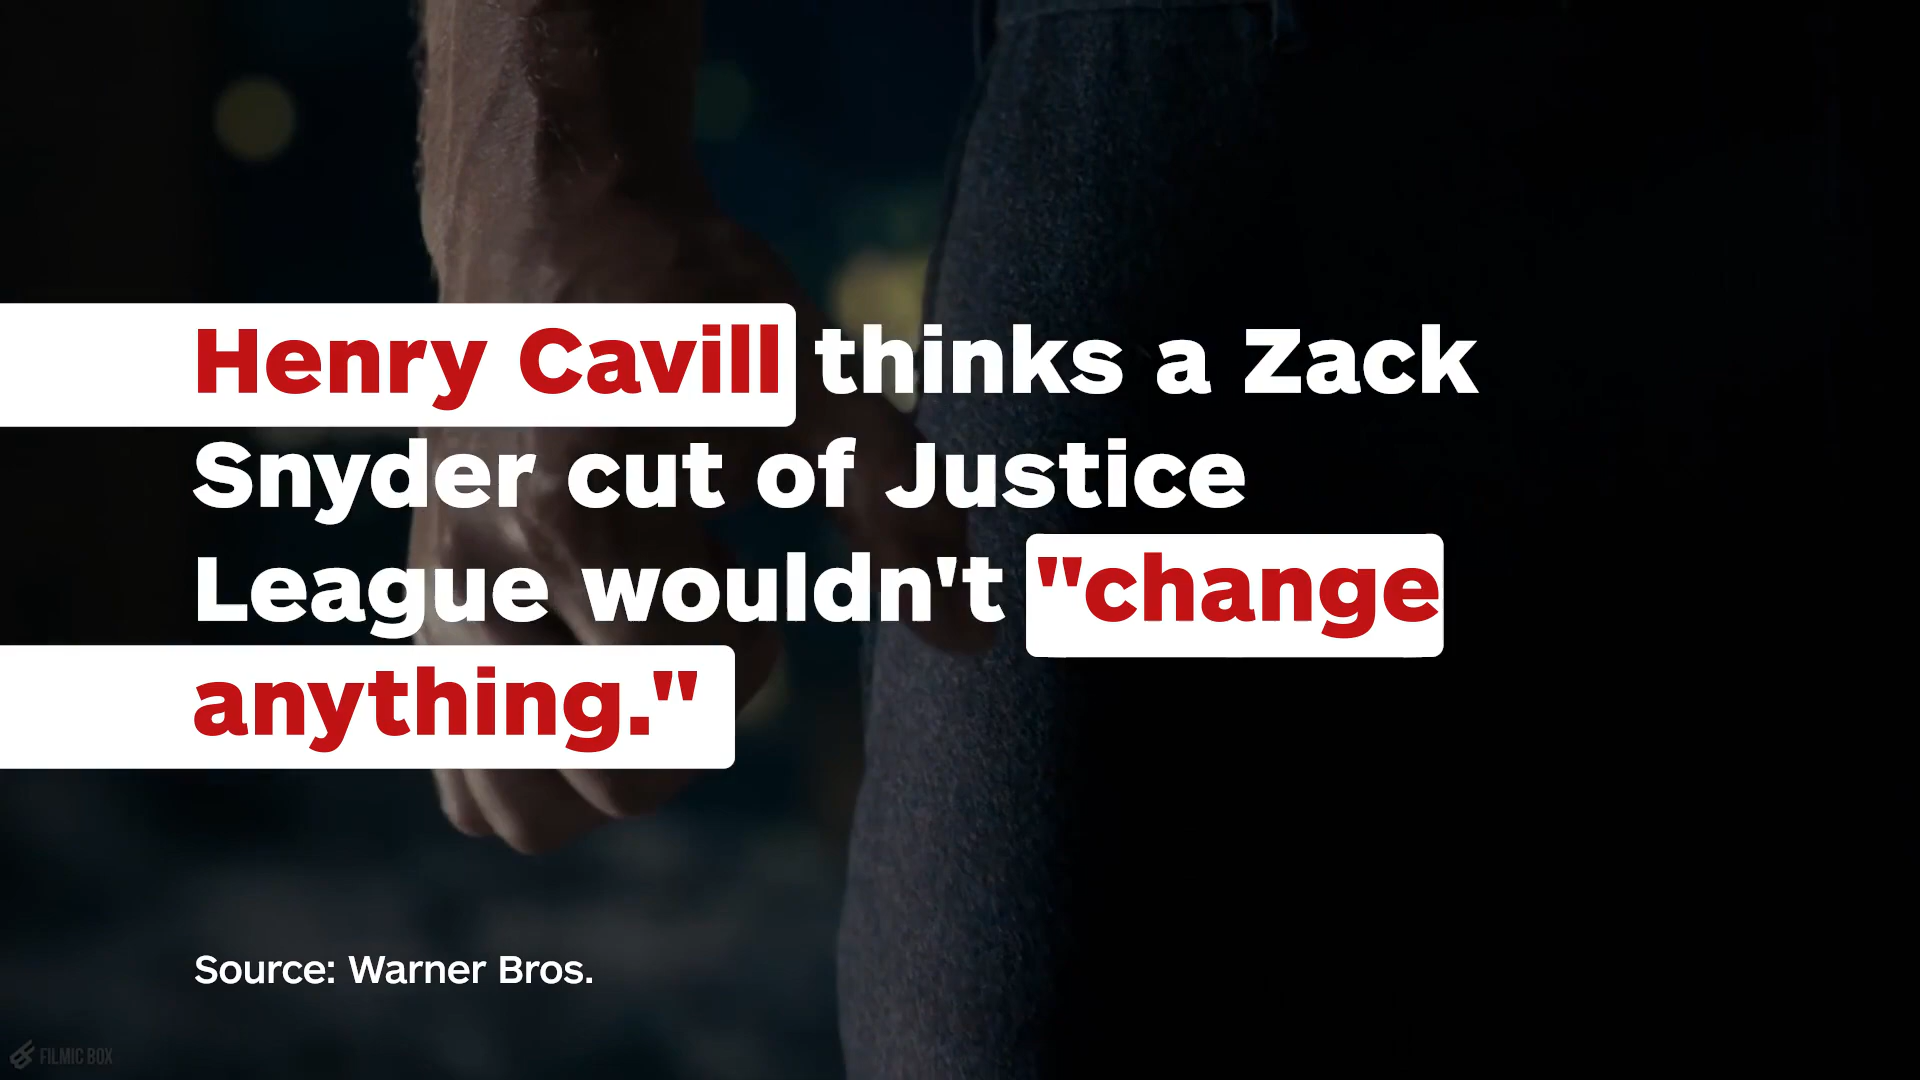 Henry Cavill thinks a Zack
Snyder cut of Justice
League wouldn't "change
anything."
Source: Warner Bros.
FILMIC BOX